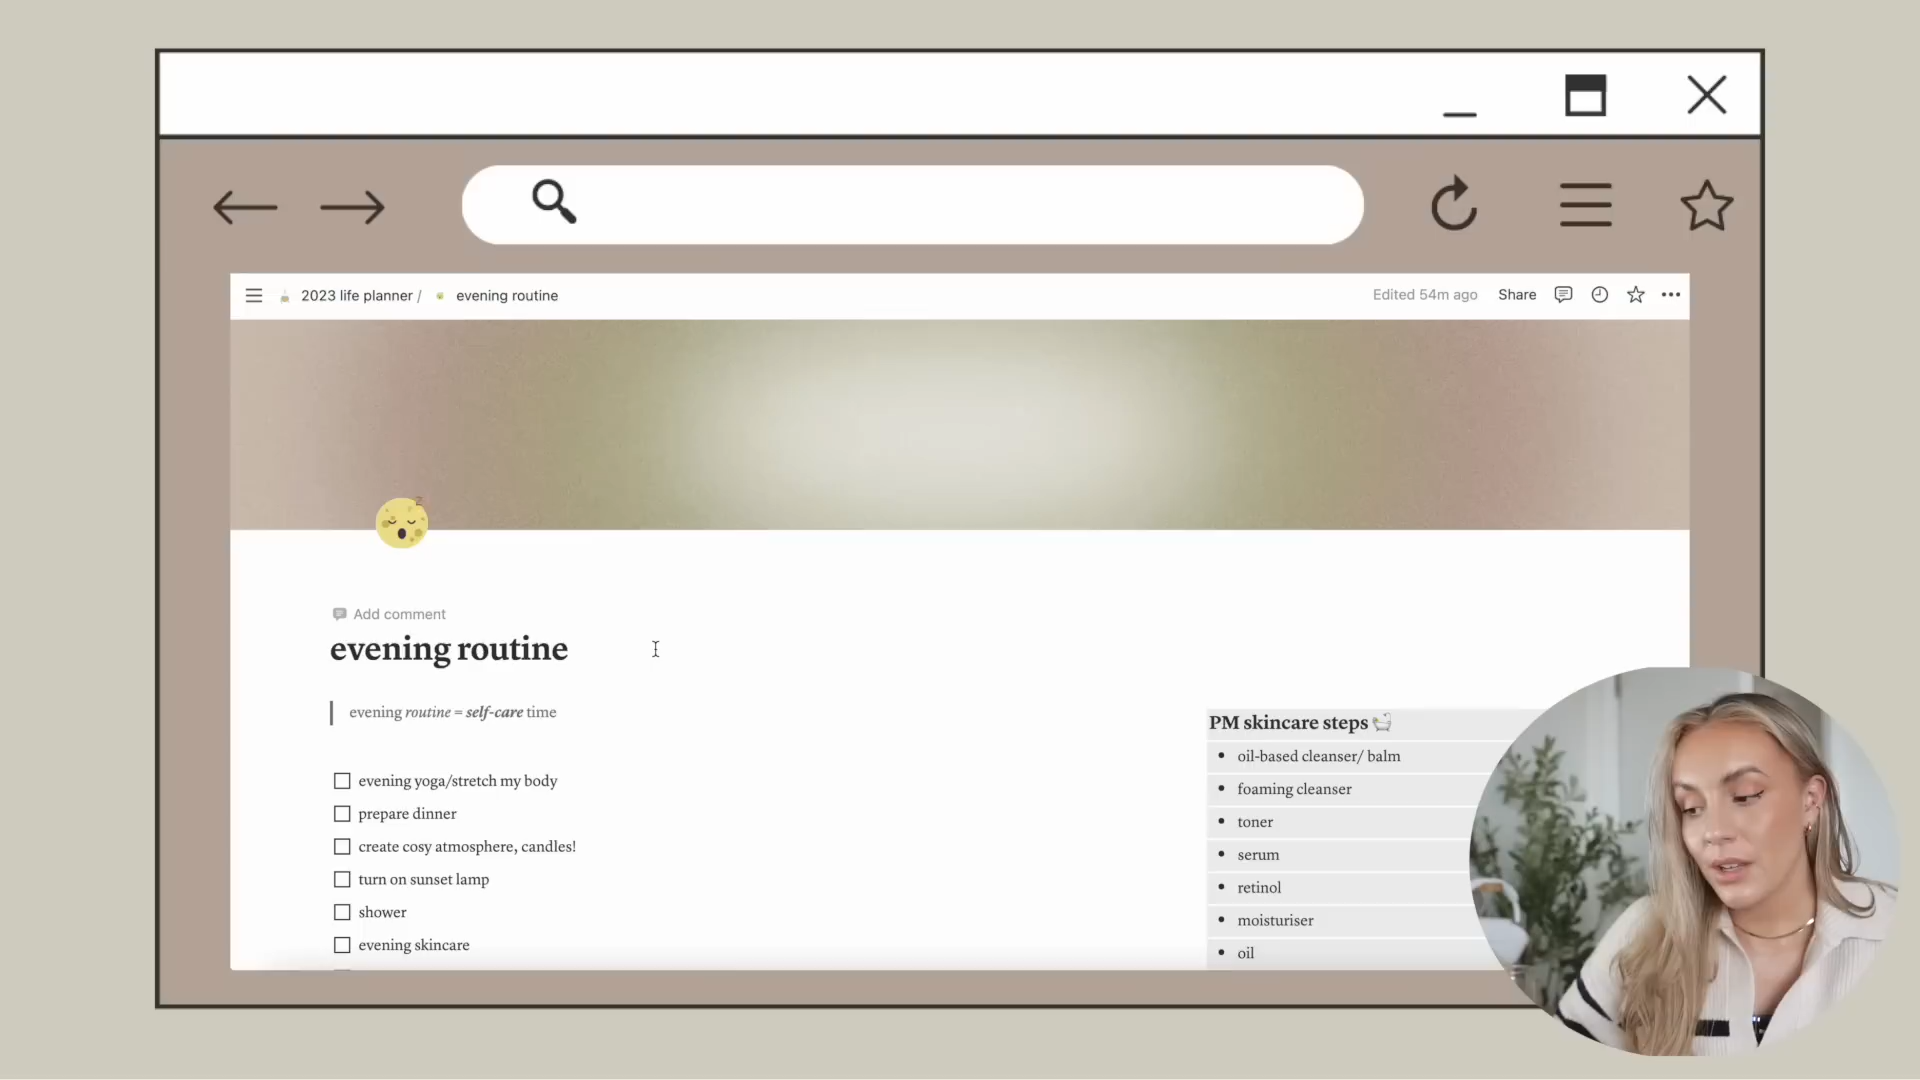 2023 life planner / evening routine
Edited 54m ago Share
Add comment
evening routine
evening routine = self-care time
evening yoga/stretch my body
prepare dinner
create cosy atmosphere, candles!
turn on sunset lamp
shower
evening skincare
PM skincare steps
oil-based cleanser/ balm
foaming cleanser
toner
serum
retinol
moisturiser
oil